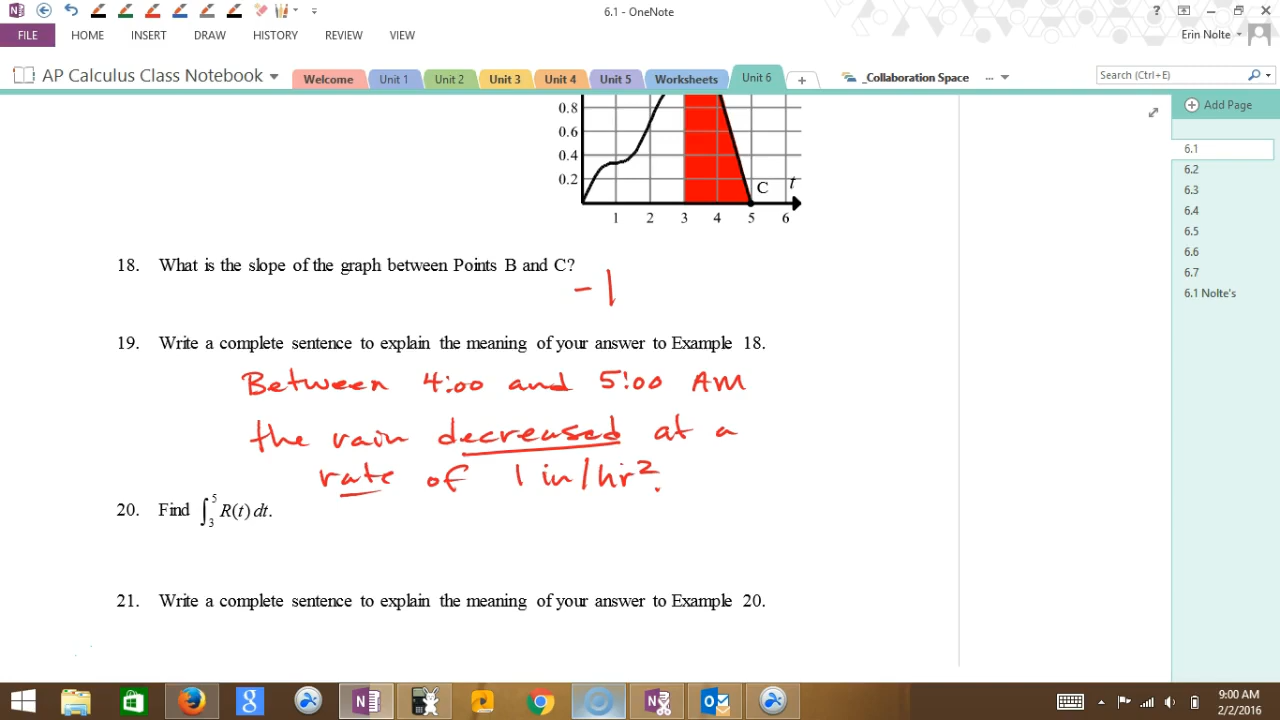 6.1 - OneNote
?
FILE HOME INSERT DRAW HISTORY REVIEW VIEW
Erin Nolte
AP Calculus Class Notebook
Welcome Unit 1 Unit 2 Unit 3 Unit 4 Unit 5 Worksheets Unit 6 + _Collaboration Space ...
Search (Ctrl+E)
Add Page
6.1
6.2
6.3
6.4
6.5
6.6
6.7
6.1 Nolte's
0.8
0.6
0.4
0.2
C t
1 2 3 4 5 6
18. What is the slope of the graph between Points B and C?
-1
19. Write a complete sentence to explain the meaning of your answer to Example 18.
Between 4:00 and 5:00 AM
the rain decreased at a
rate of 1 in/hr².
20. Find ∫₃⁵ R(t) dt.
21. Write a complete sentence to explain the meaning of your answer to Example 20.
9:00 AM
2/2/2016